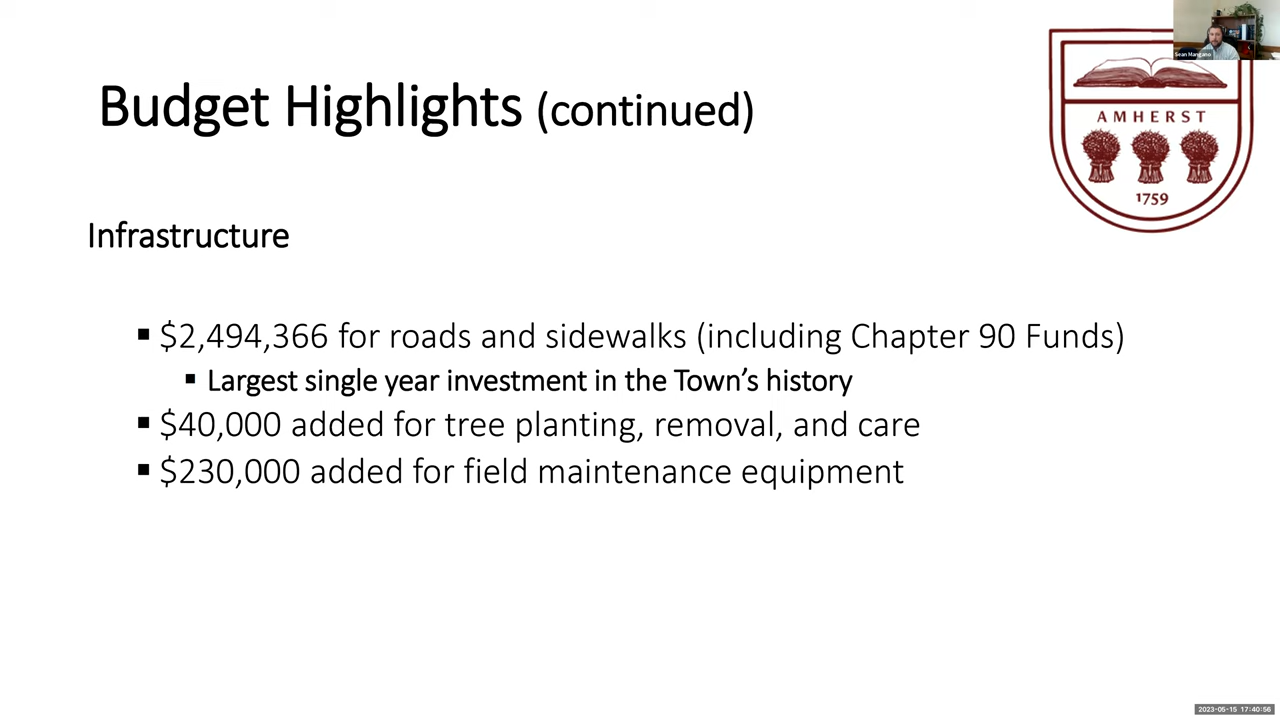 Sean Mangano
Budget Highlights (continued)
AMHERST
1759
Infrastructure
▪ $2,494,366 for roads and sidewalks (including Chapter 90 Funds)
▪ Largest single year investment in the Town’s history
▪ $40,000 added for tree planting, removal, and care
▪ $230,000 added for field maintenance equipment
2023-05-15 17:40:56